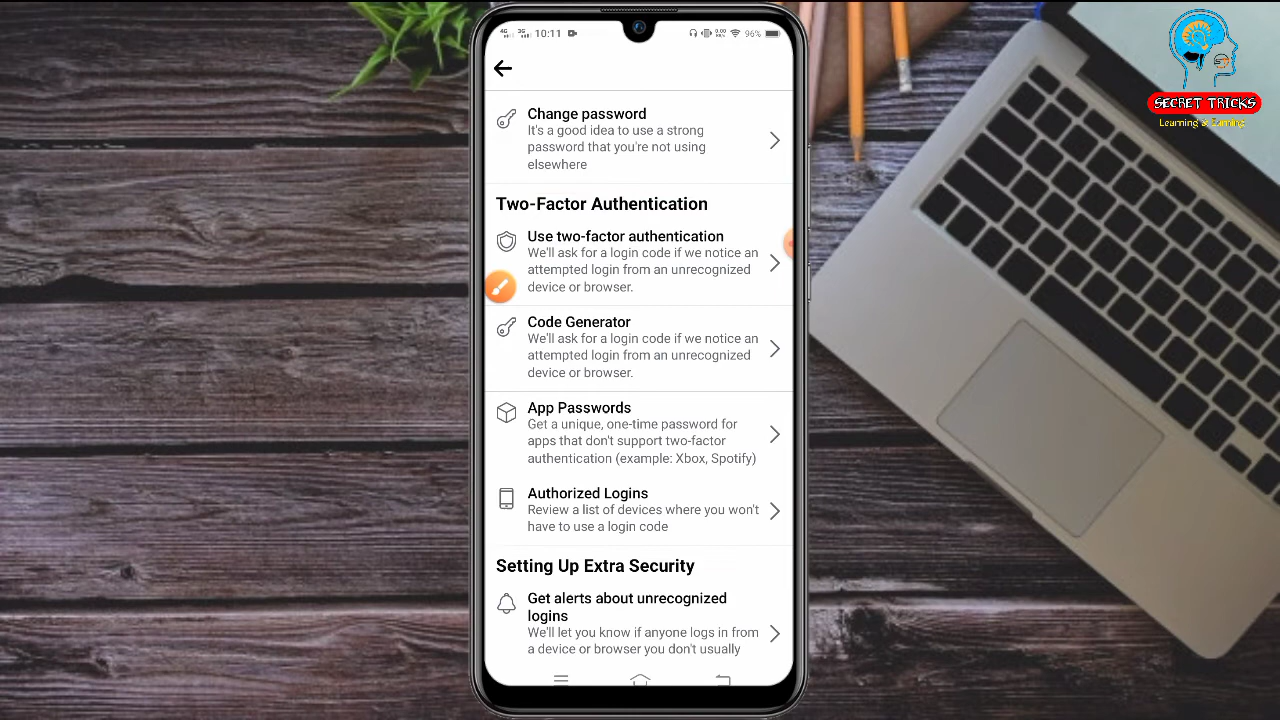 4G 3G 10:11 0.00 KB/s 96%
SECRET TRICKS
Learning & Earning
Change password
It's a good idea to use a strong
password that you're not using
elsewhere
Two-Factor Authentication
Use two-factor authentication
We'll ask for a login code if we notice an
attempted login from an unrecognized
device or browser.
Code Generator
We'll ask for a login code if we notice an
attempted login from an unrecognized
device or browser.
App Passwords
Get a unique, one-time password for
apps that don't support two-factor
authentication (example: Xbox, Spotify)
Authorized Logins
Review a list of devices where you won't
have to use a login code
Setting Up Extra Security
Get alerts about unrecognized
logins
We'll let you know if anyone logs in from
a device or browser you don't usually